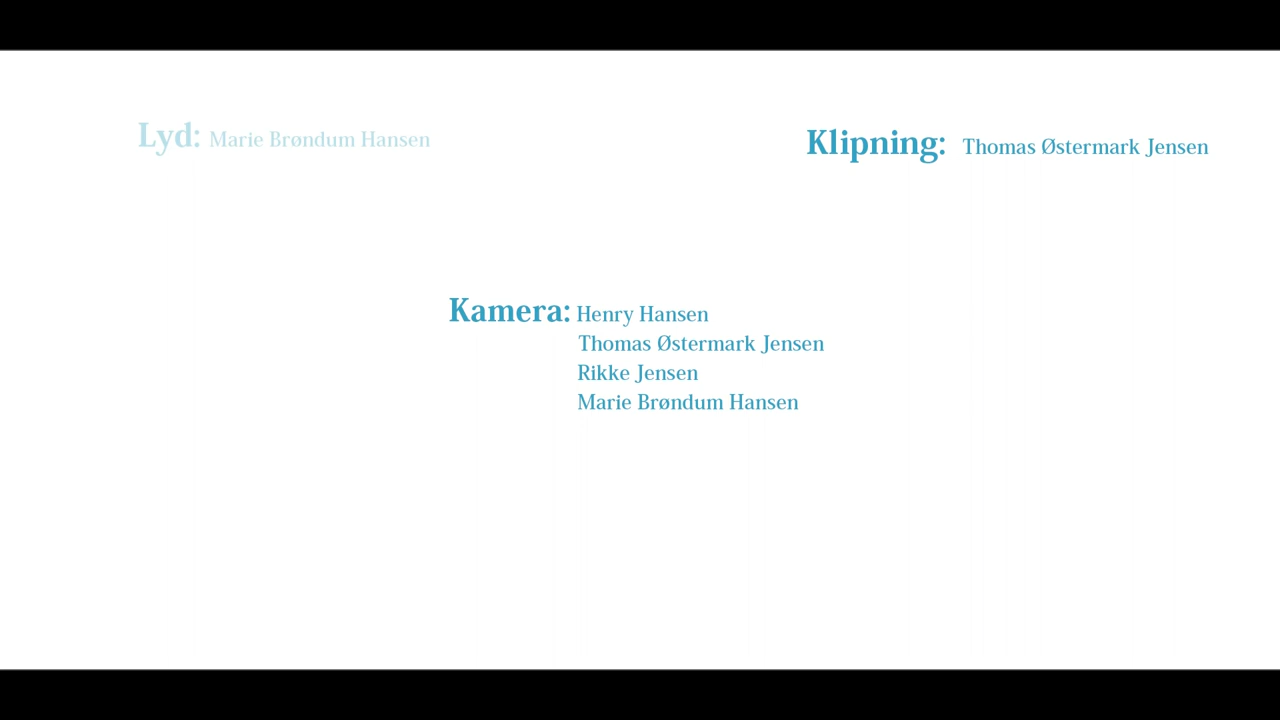 Lyd: Marie Brøndum Hansen
Klipning: Thomas Østermark Jensen
Kamera: Henry Hansen
Thomas Østermark Jensen
Rikke Jensen
Marie Brøndum Hansen